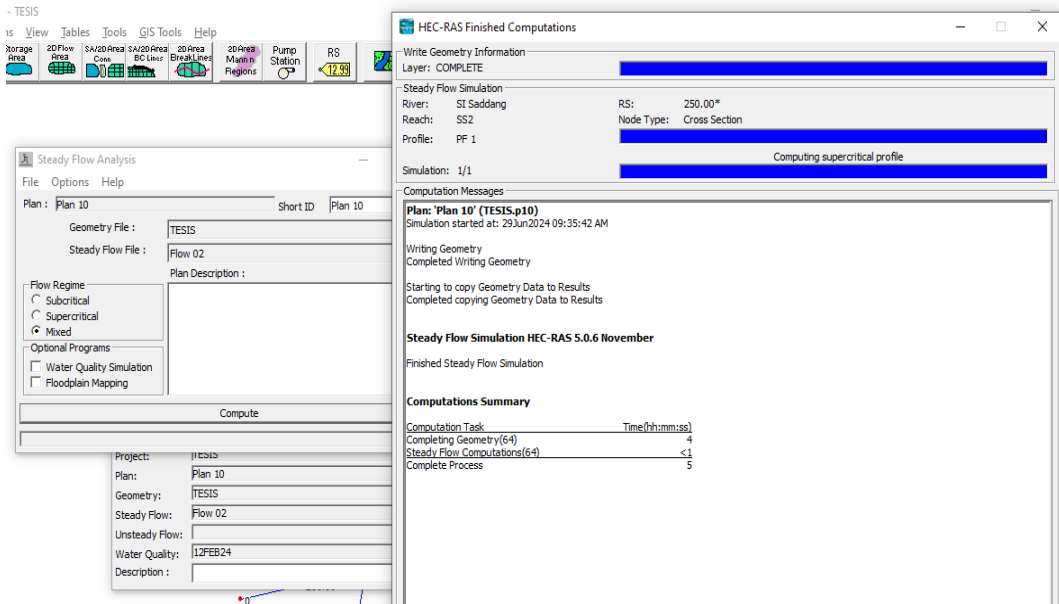 - TESIS
ns View Tables Tools GIS Tools Help
Storage Area
2D Flow Area
SA/2D Area Conn
SA/2D Area BC Lines
2D Area BreakLines
2D Area Mann n Regions
Pump Station
RS
12.99
HEC-RAS Finished Computations
Write Geometry Information
Layer: COMPLETE
Steady Flow Simulation
River: SI Saddang RS: 250.00*
Reach: SS2 Node Type: Cross Section
Profile: PF 1
Computing supercritical profile
Simulation: 1/1
Computation Messages
Plan: 'Plan 10' (TESIS.p10)
Simulation started at: 29Jun2024 09:35:42 AM
Writing Geometry
Completed Writing Geometry
Starting to copy Geometry Data to Results
Completed copying Geometry Data to Results
Steady Flow Simulation HEC-RAS 5.0.6 November
Finished Steady Flow Simulation
Computations Summary
Computation Task Time(hh:mm:ss)
Completing Geometry(64) 4
Steady Flow Computations(64) <1
Complete Process 5
Steady Flow Analysis
File Options Help
Plan : Plan 10 Short ID Plan 10
Geometry File : TESIS
Steady Flow File : Flow 02
Plan Description :
Flow Regime
Subcritical
Supercritical
Mixed
Optional Programs
Water Quality Simulation
Floodplain Mapping
Compute
Project: TESIS
Plan: Plan 10
Geometry: TESIS
Steady Flow: Flow 02
Unsteady Flow:
Water Quality: 12FEB24
Description :
0